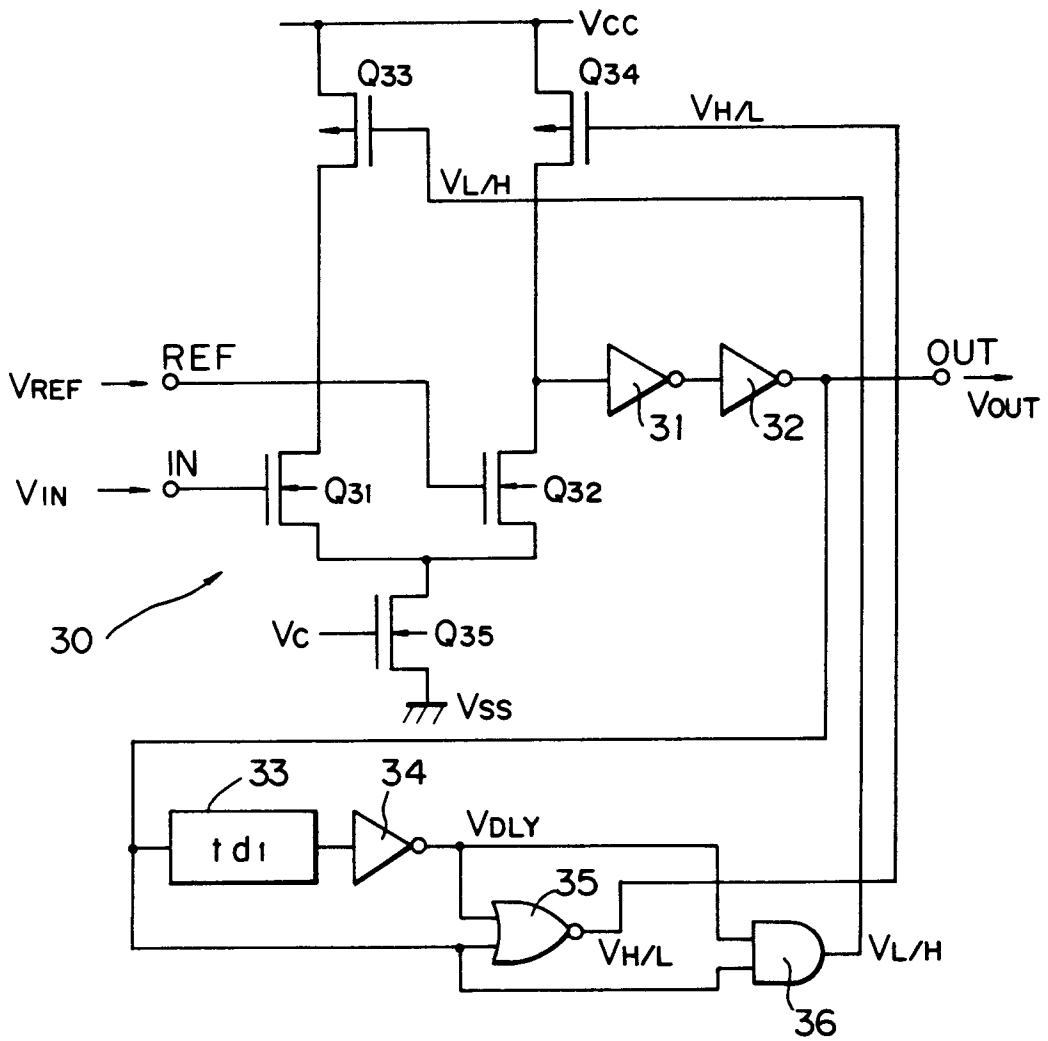 VCC
Q33
Q34
VH/L
VL/H
REF
VREF
OUT
31
32
VOUT
IN
VIN
Q31
Q32
30
VC
Q35
VSS
33
34
td1
VDLY
35
VH/L
VL/H
36